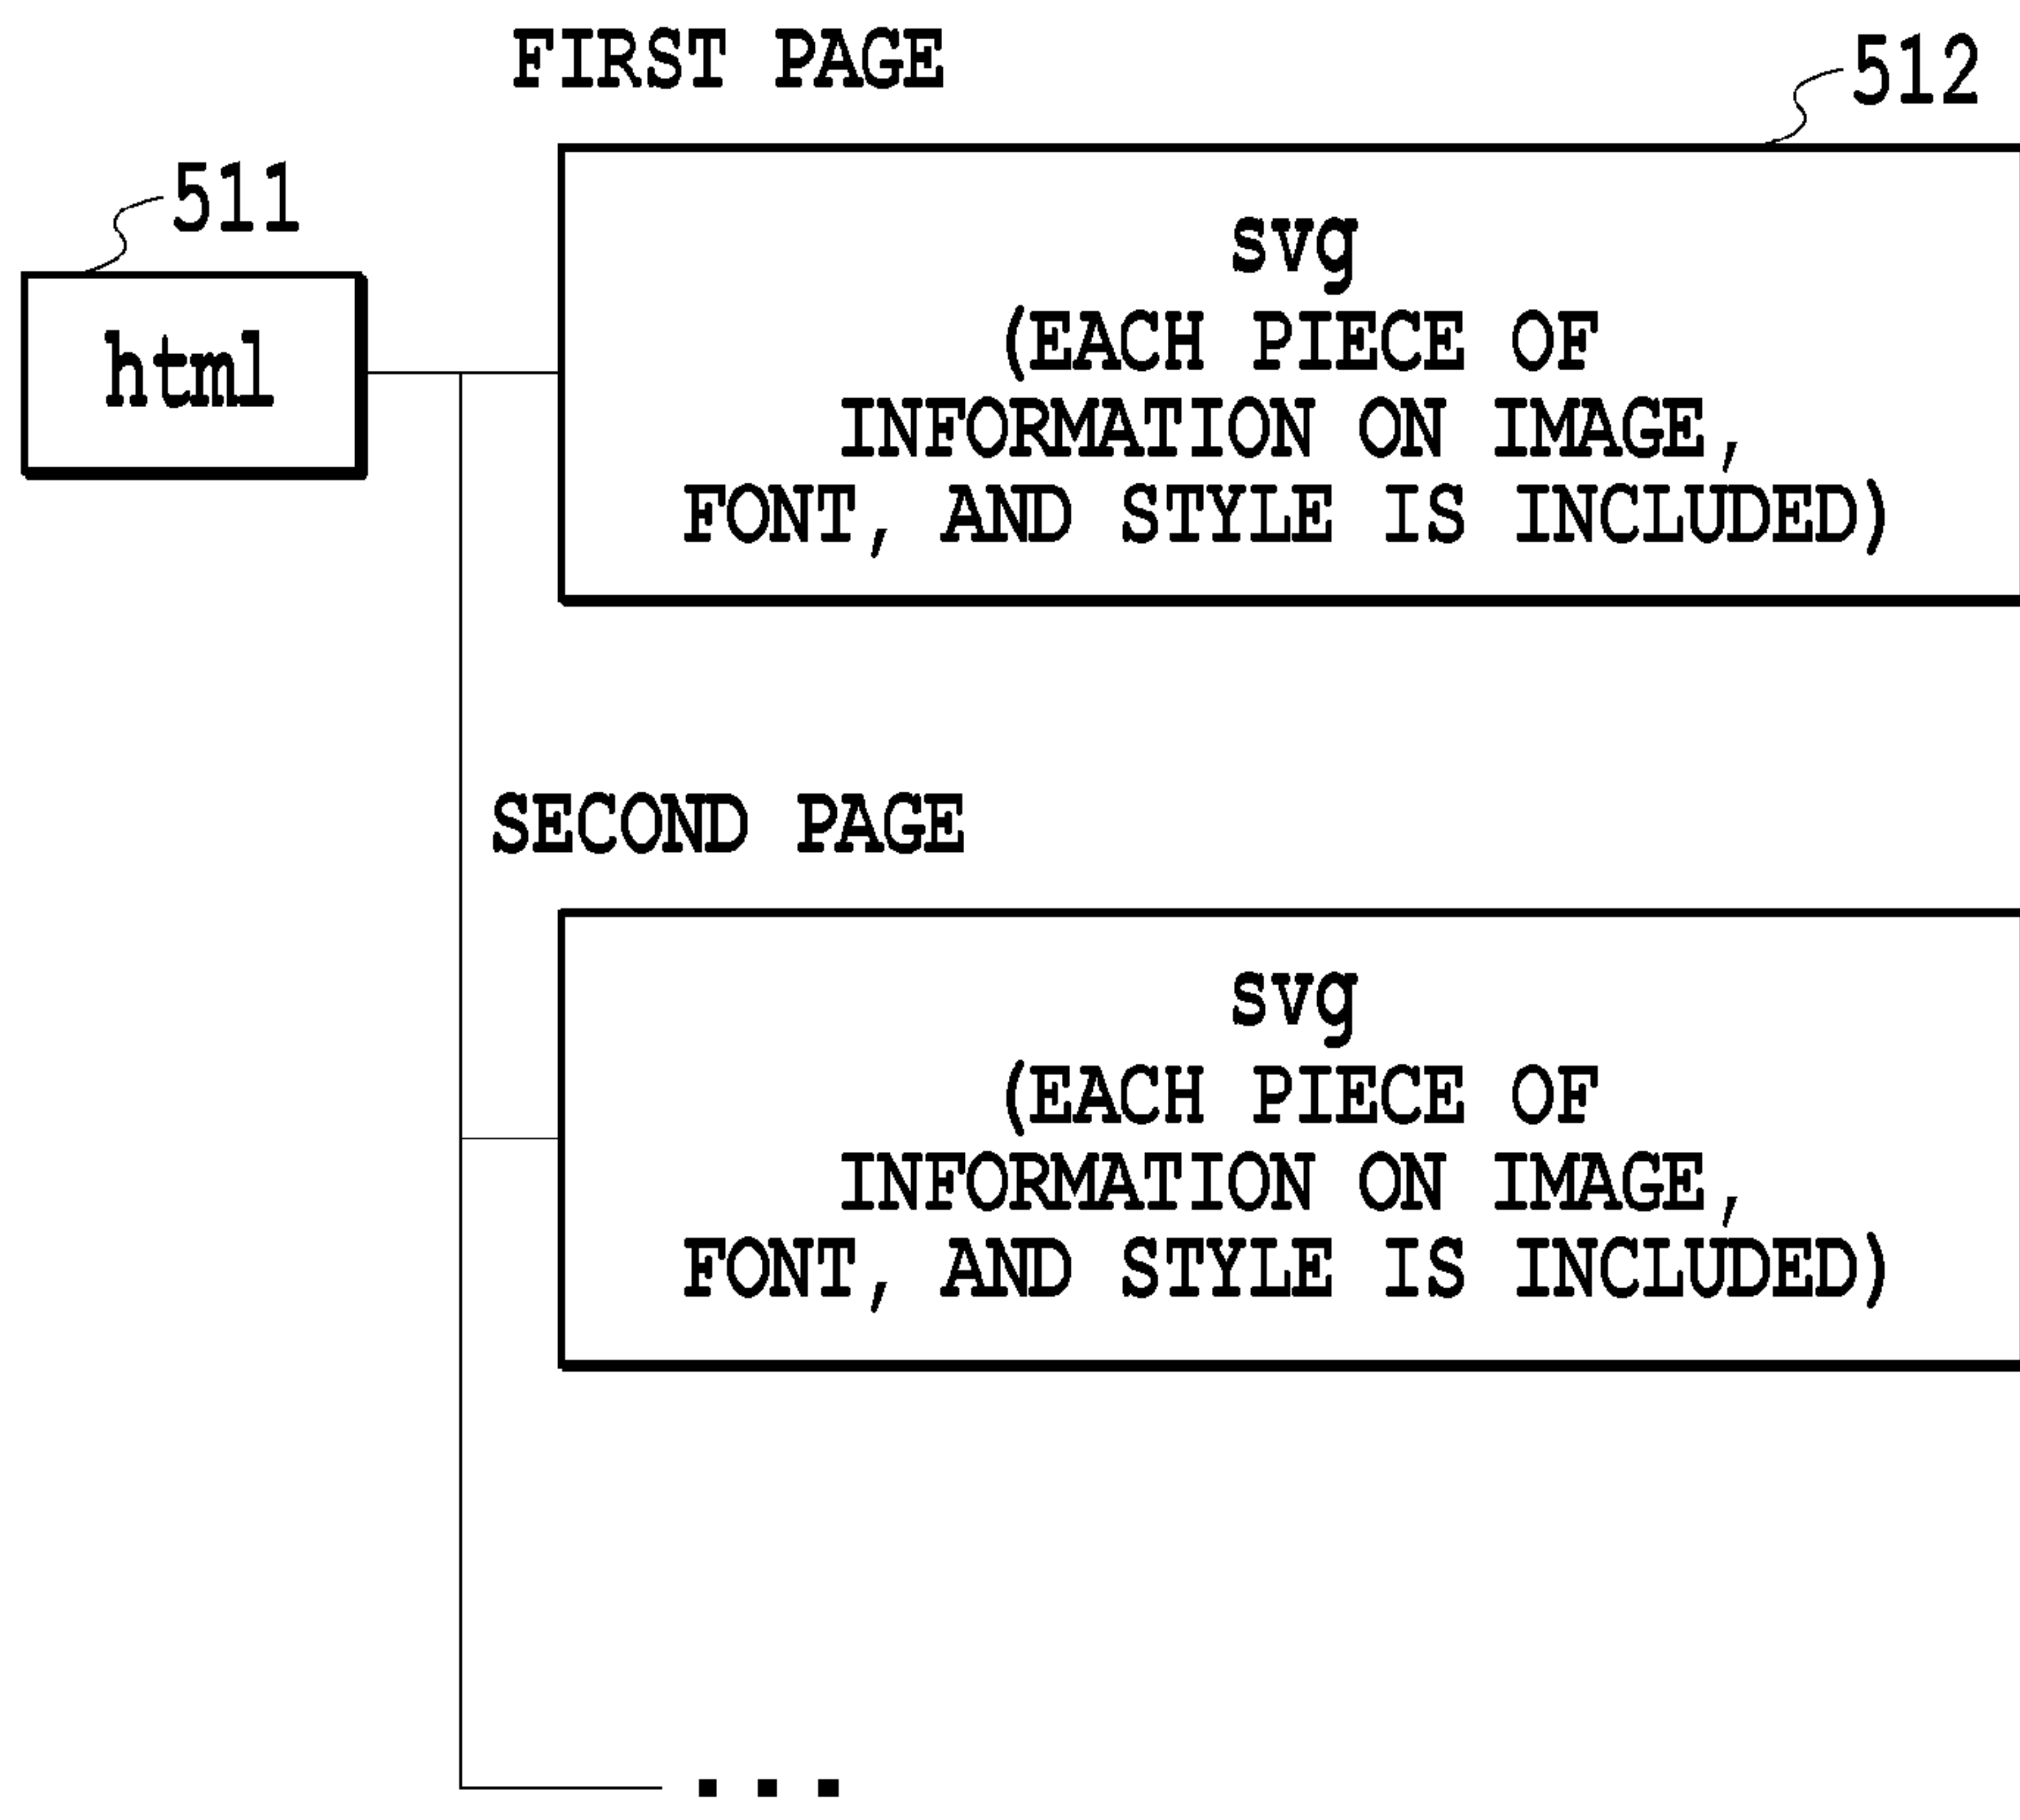 FIRST PAGE
512
511
html
svg
(EACH PIECE OF
INFORMATION ON IMAGE,
FONT, AND STYLE IS INCLUDED)
SECOND PAGE
svg
(EACH PIECE OF
INFORMATION ON IMAGE,
FONT, AND STYLE IS INCLUDED)
...